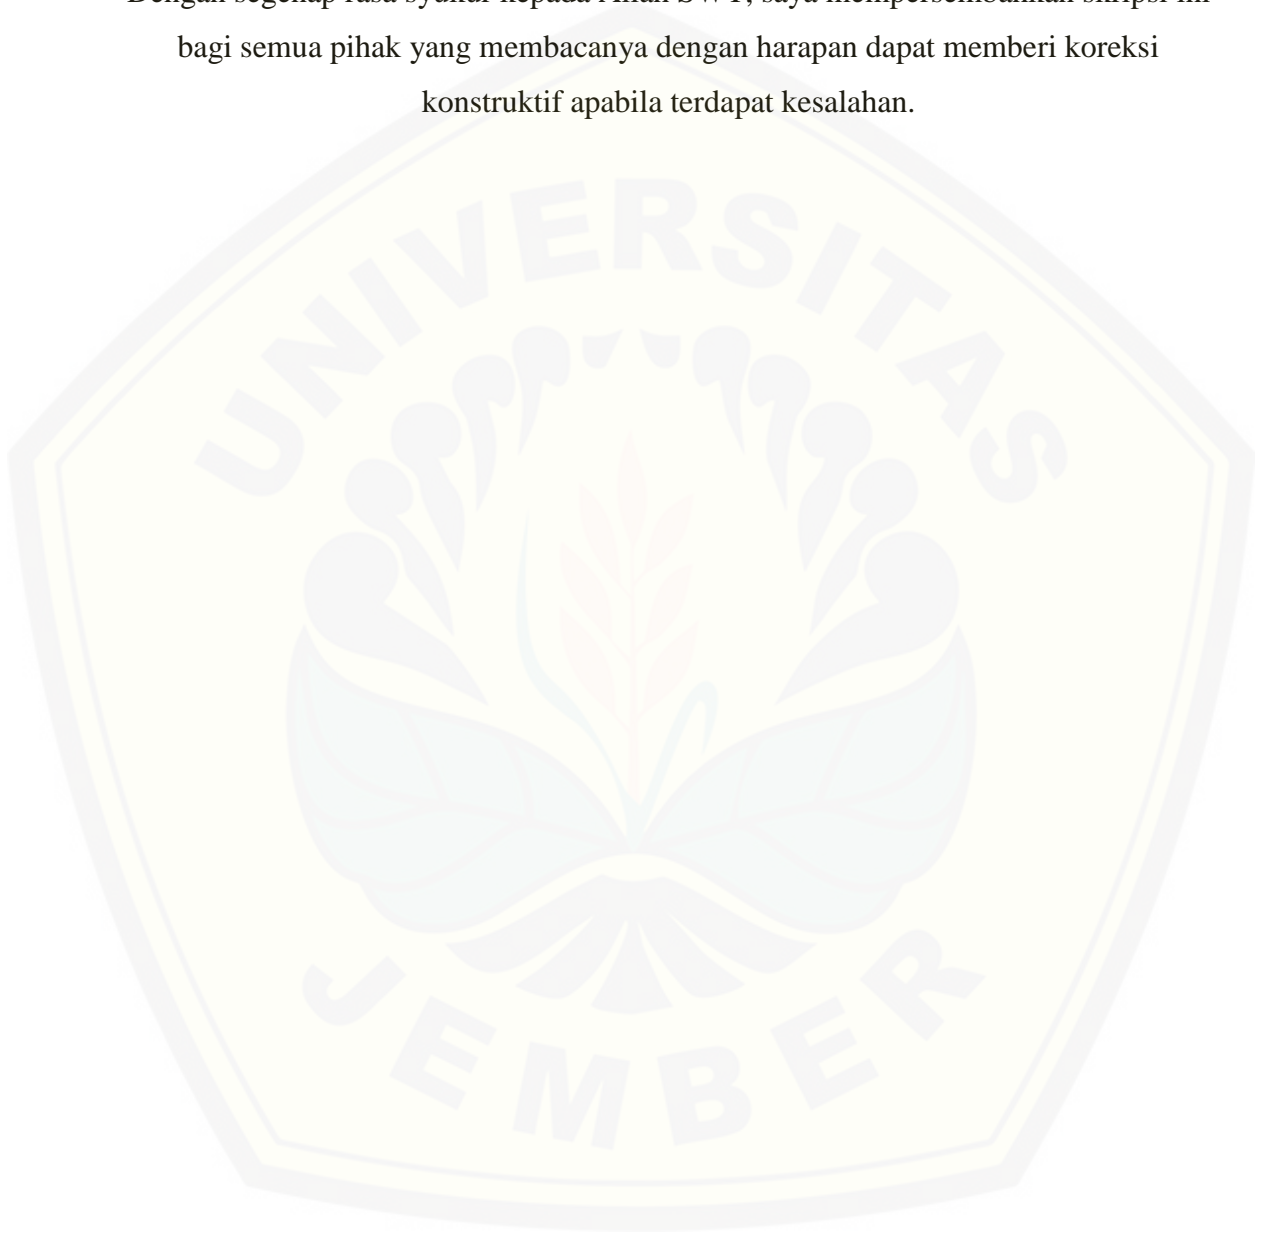 Dengan segenap rasa syukur kepada Allah SWT, saya mempersembahkan skripsi ini
bagi semua pihak yang membacanya dengan harapan dapat memberi koreksi
konstruktif apabila terdapat kesalahan.
UNIVERSITAS
JEMBER